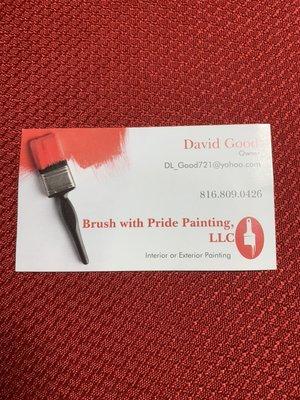 David Good
Owner
DL_Good721@yahoo.com
816.809.0426
Brush with Pride Painting,
LLC
Interior or Exterior Painting